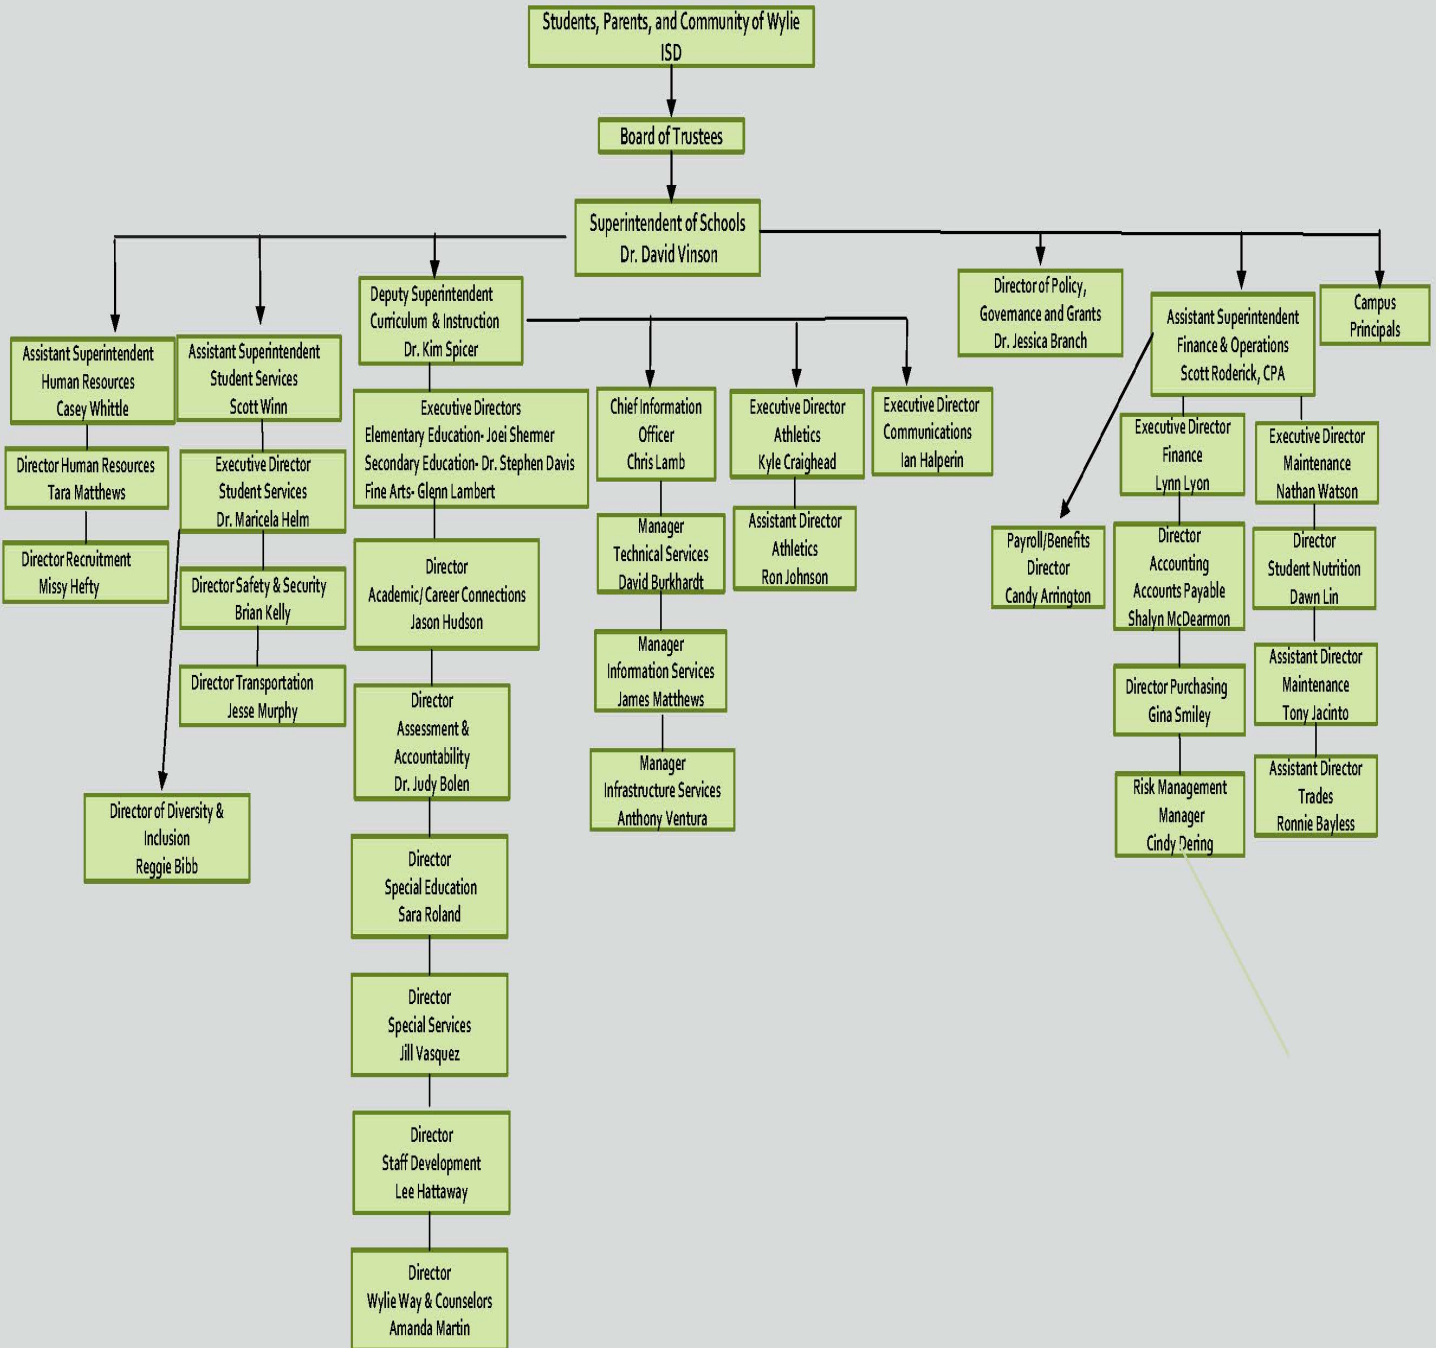 Students, Parents, and Community of Wylie
ISD
Board of Trustees
Superintendent of Schools
Dr. David Vinson
Assistant Superintendent
Human Resources
Casey Whittle
Director Human Resources
Tara Matthews
Director Recruitment
Missy Hefty
Assistant Superintendent
Student Services
Scott Winn
Executive Director
Student Services
Dr. Maricela Helm
Director Safety & Security
Brian Kelly
Director Transportation
Jesse Murphy
Director of Diversity &
Inclusion
Reggie Bibb
Deputy Superintendent
Curriculum & Instruction
Dr. Kim Spicer
Executive Directors
Elementary Education- Joei Shermer
Secondary Education- Dr. Stephen Davis
Fine Arts- Glenn Lambert
Director
Academic/ Career Connections
Jason Hudson
Director
Assessment &
Accountability
Dr. Judy Bolen
Director
Special Education
Sara Roland
Director
Special Services
Jill Vasquez
Director
Staff Development
Lee Hattaway
Director
Wylie Way & Counselors
Amanda Martin
Chief Information
Officer
Chris Lamb
Manager
Technical Services
David Burkhardt
Manager
Information Services
James Matthews
Manager
Infrastructure Services
Anthony Ventura
Executive Director
Athletics
Kyle Craighead
Assistant Director
Athletics
Ron Johnson
Executive Director
Communications
Ian Halperin
Director of Policy,
Governance and Grants
Dr. Jessica Branch
Assistant Superintendent
Finance & Operations
Scott Roderick, CPA
Payroll/Benefits
Director
Candy Arrington
Executive Director
Finance
Lynn Lyon
Director
Accounting
Accounts Payable
Shalyn McDearmon
Director Purchasing
Gina Smiley
Risk Management
Manager
Cindy Dering
Executive Director
Maintenance
Nathan Watson
Director
Student Nutrition
Dawn Lin
Assistant Director
Maintenance
Tony Jacinto
Assistant Director
Trades
Ronnie Bayless
Campus
Principals